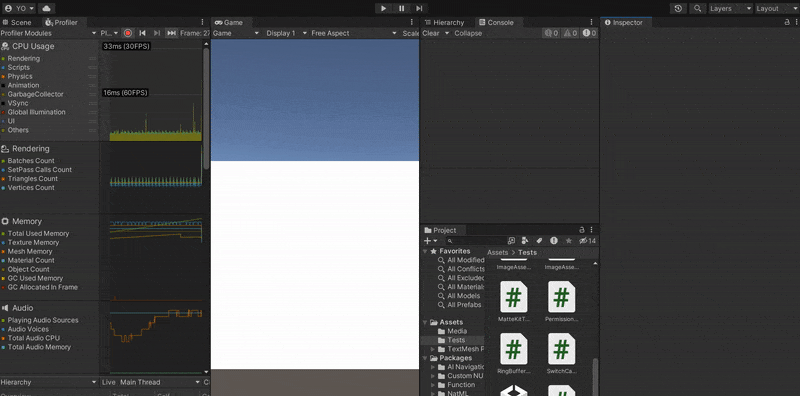 YO
Layers
Layout
Scene
Profiler
Game
Hierarchy
Console
Inspector
Profiler Modules
Pl...
Frame: 27
Game
Display 1
Free Aspect
Scale
Clear
Collapse
0
0
0
CPU Usage
Rendering
Scripts
Physics
Animation
GarbageCollector
VSync
Global Illumination
UI
Others
33ms (30FPS)
16ms (60FPS)
Rendering
Batches Count
SetPass Calls Count
Triangles Count
Vertices Count
Memory
Total Used Memory
Texture Memory
Mesh Memory
Material Count
Object Count
GC Used Memory
GC Allocated In Frame
Audio
Playing Audio Sources
Audio Voices
Total Audio CPU
Total Audio Memory
Hierarchy
Live
Main Thread
Project
14
Favorites
All Modified
All Conflicts
All Excluded
All Materials
All Models
All Prefabs
Assets
Media
Tests
TextMesh P
Packages
AI Navigatio
Custom NU
Function
NatML
Assets > Tests
ImageAsse...
ImageAsse...
MatteKitT...
Permission...
RingBuffer...
SwitchCa...